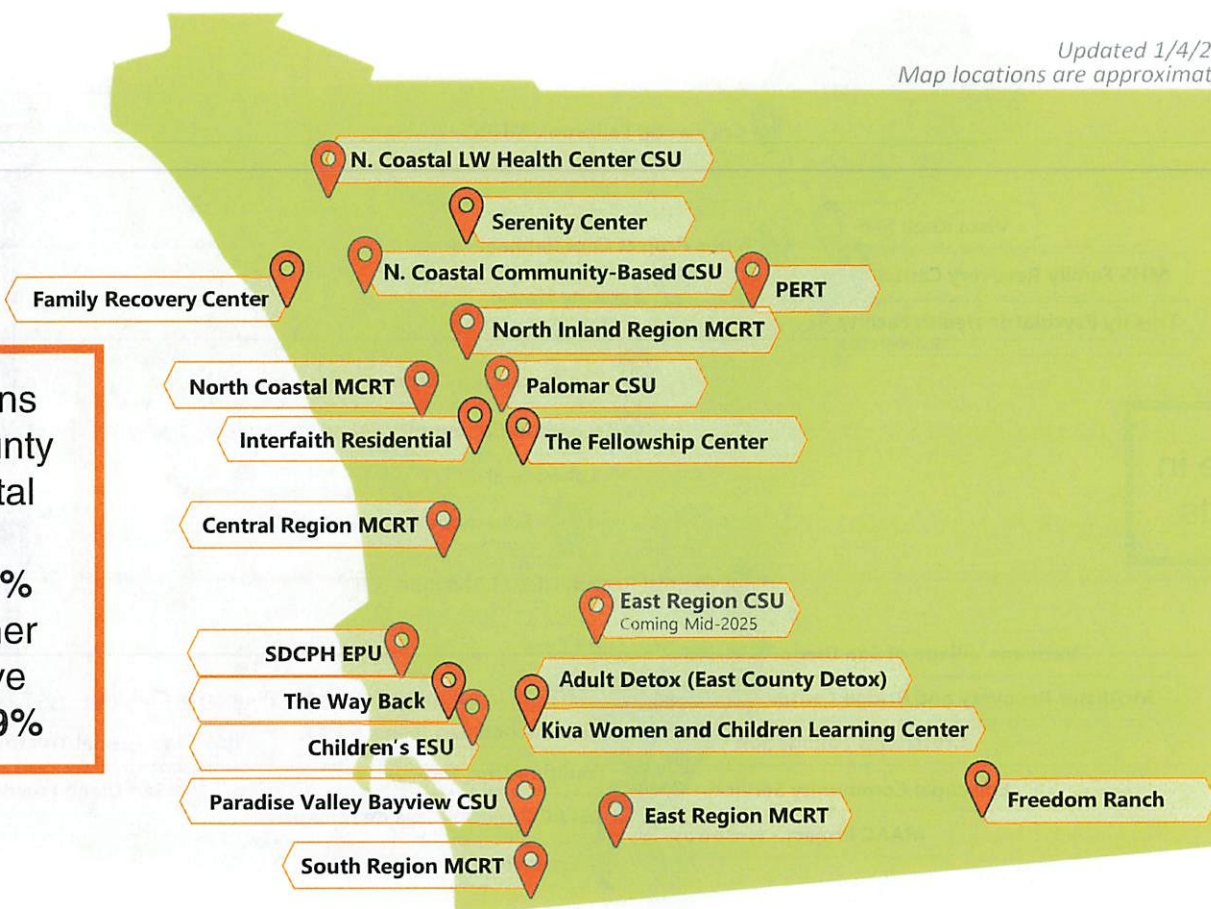 Updated 1/4/2
Map locations are approximat
N. Coastal LW Health Center CSU
Serenity Center
N. Coastal Community-Based CSU
PERT
Family Recovery Center
North Inland Region MCRT
North Coastal MCRT
Palomar CSU
Interfaith Residential
The Fellowship Center
Central Region MCRT
East Region CSU
Coming Mid-2025
SDCPH EPU
Adult Detox (East County Detox)
The Way Back
Kiva Women and Children Learning Center
Children's ESU
Paradise Valley Bayview CSU
East Region MCRT
Freedom Ranch
South Region MCRT
ns
unty
tal
%
ner
ve
9%